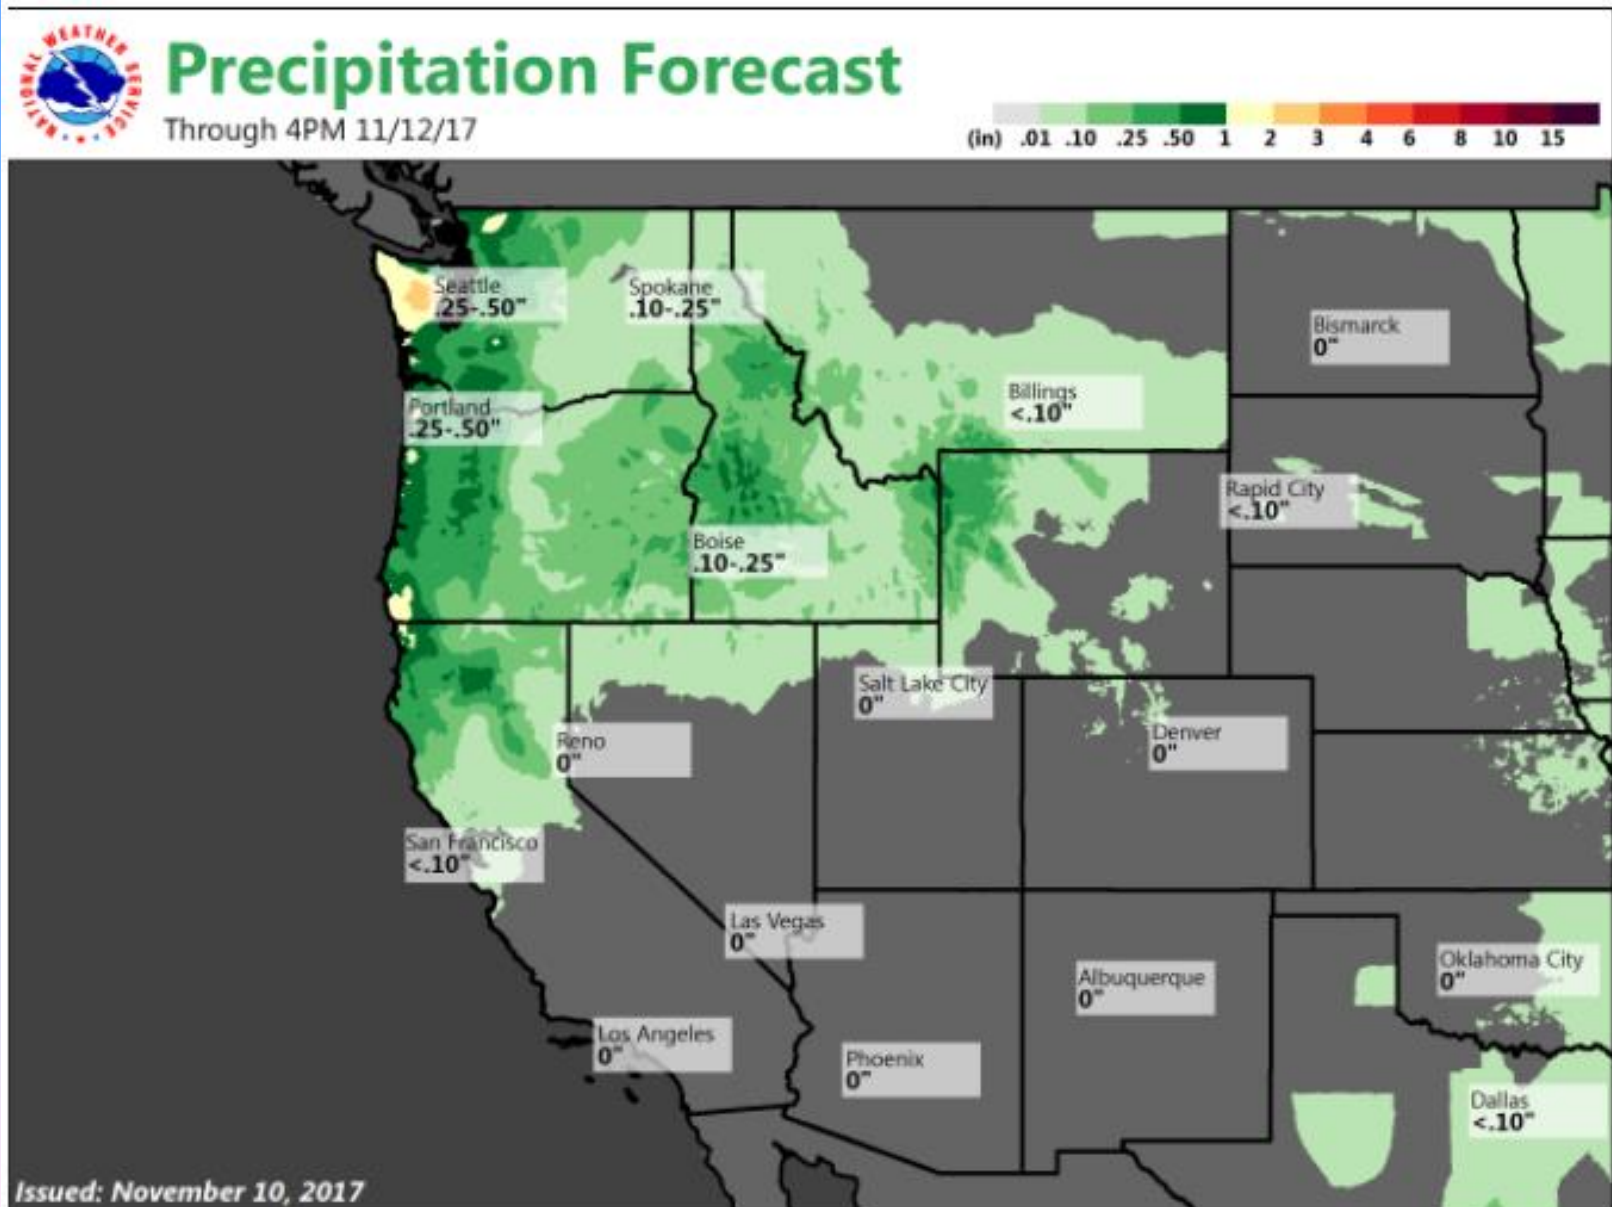 NATIONAL WEATHER SERVICE
Precipitation Forecast
Through 4PM 11/12/17
(in) .01 .10 .25 .50 1 2 3 4 6 8 10 15
Seattle
.25-.50"
Spokane
.10-.25"
Bismarck
0"
Billings
<.10"
Portland
.25-.50"
Rapid City
<.10"
Boise
.10-.25"
Salt Lake City
0"
Reno
0"
Denver
0"
San Francisco
<.10"
Las Vegas
0"
Albuquerque
0"
Oklahoma City
0"
Los Angeles
0"
Phoenix
0"
Dallas
<.10"
Issued: November 10, 2017